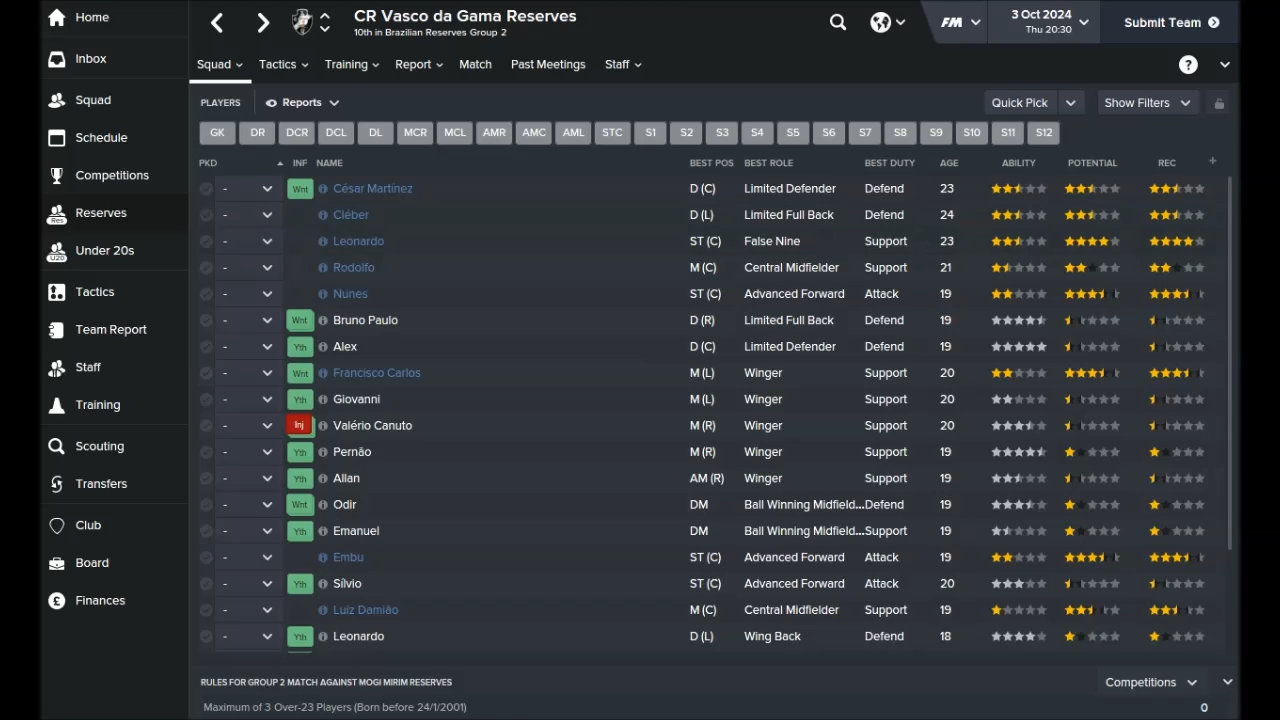 Home
Inbox
Squad
Schedule
Competitions
Res
Reserves
U20
Under 20s
Tactics
Team Report
Staff
Training
Scouting
Transfers
Club
Board
£
Finances
CR Vasco da Gama Reserves
10th in Brazilian Reserves Group 2
FM
3 Oct 2024
Thu 20:30
Submit Team
Squad Tactics Training Report Match Past Meetings Staff
?
PLAYERS Reports Quick Pick Show Filters
GK DR DCR DCL DL MCR MCL AMR AMC AML STC S1 S2 S3 S4 S5 S6 S7 S8 S9 S10 S11 S12
PKD INF NAME BEST POS BEST ROLE BEST DUTY AGE ABILITY POTENTIAL REC +
- Wnt César Martínez D (C) Limited Defender Defend 23
- Cléber D (L) Limited Full Back Defend 24
- Leonardo ST (C) False Nine Support 23
- Rodolfo M (C) Central Midfielder Support 21
- Nunes ST (C) Advanced Forward Attack 19
- Wnt Bruno Paulo D (R) Limited Full Back Defend 19
- Yth Alex D (C) Limited Defender Defend 19
- Wnt Francisco Carlos M (L) Winger Support 20
- Yth Giovanni M (L) Winger Support 20
- Inj Valério Canuto M (R) Winger Support 20
- Yth Pernão M (R) Winger Support 19
- Yth Allan AM (R) Winger Support 19
- Wnt Odir DM Ball Winning Midfield... Defend 19
- Yth Emanuel DM Ball Winning Midfield... Support 19
- Embu ST (C) Advanced Forward Attack 19
- Yth Sílvio ST (C) Advanced Forward Attack 20
- Luiz Damião M (C) Central Midfielder Support 19
- Yth Leonardo D (L) Wing Back Defend 18
RULES FOR GROUP 2 MATCH AGAINST MOGI MIRIM RESERVES Competitions
Maximum of 3 Over-23 Players (Born before 24/1/2001) 0